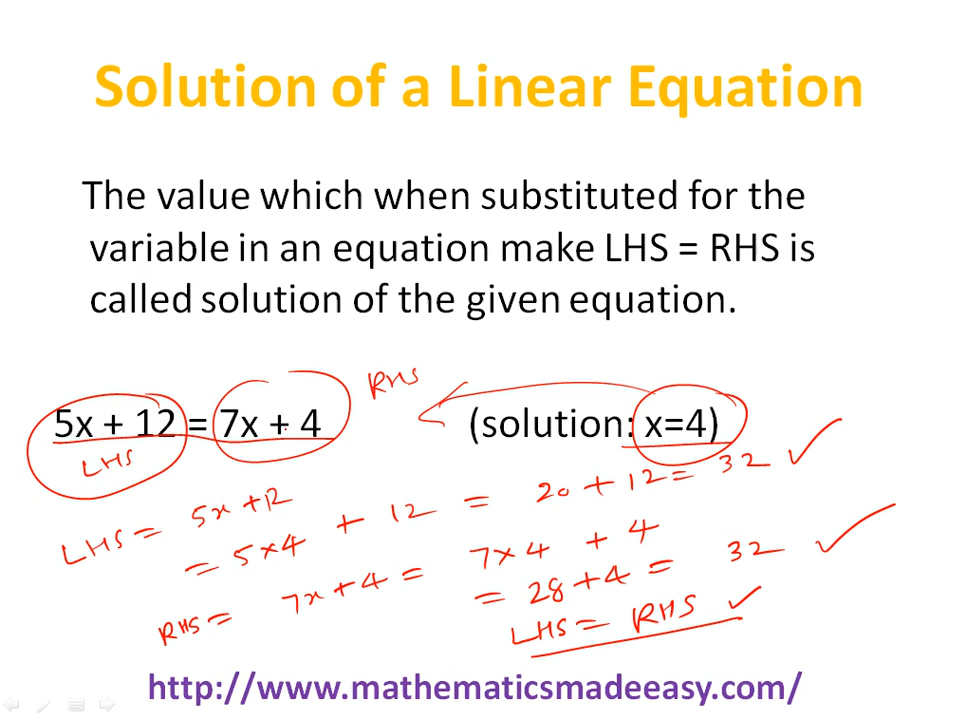 Solution of a Linear Equation
The value which when substituted for the
variable in an equation make LHS = RHS is
called solution of the given equation.
RHS
5x + 12 = 7x + 4 (solution: x=4)
LHS
LHS = 5x+12
= 5×4 + 12 = 20 + 12 = 32 ✓
RHS = 7x+4 = 7×4 + 4
= 28+4 = 32 ✓
LHS = RHS ✓
http://www.mathematicsmadeeasy.com/